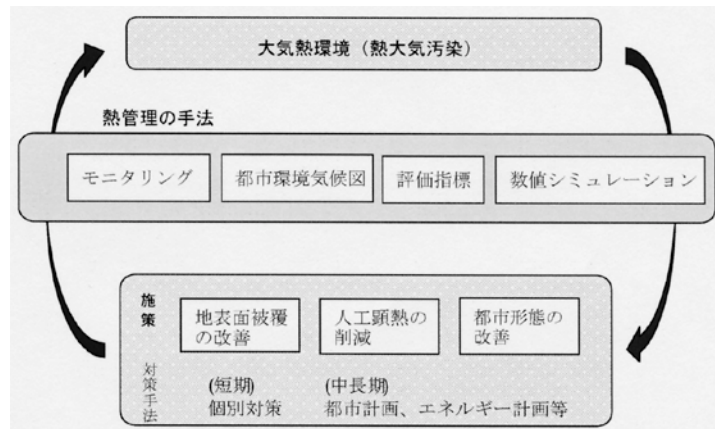 大気熱環境（熱大気汚染）
熱管理の手法
モニタリング
都市環境気候図
評価指標
数値シミュレーション
施策
地表面被覆
の改善
人工顕熱の
削減
都市形態の
改善
対策手法
(短期)
個別対策
(中長期)
都市計画、エネルギー計画等